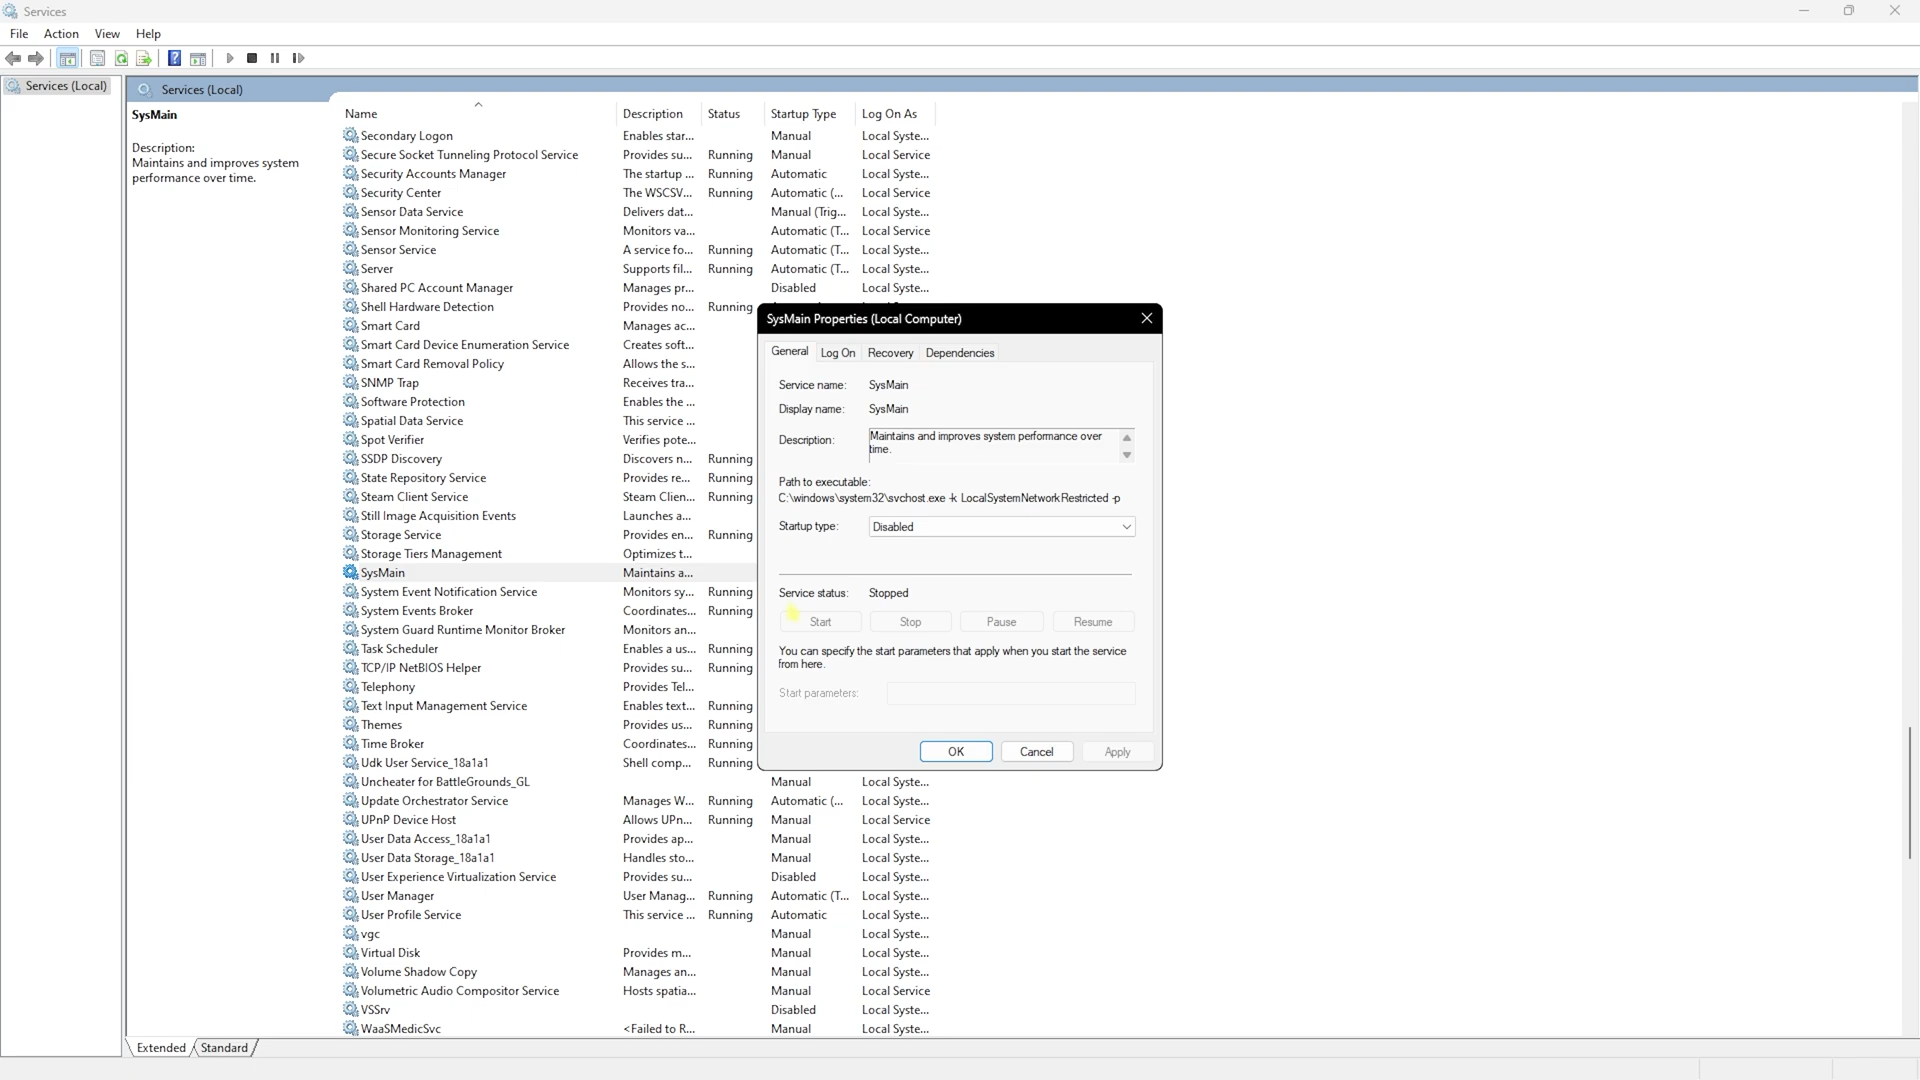 Services
File Action View Help
Services (Local)
Services (Local)
SysMain
Description:
Maintains and improves system
performance over time.
Name Description Status Startup Type Log On As
Secondary Logon Enables star... Manual Local Syste...
Secure Socket Tunneling Protocol Service Provides su... Running Manual Local Service
Security Accounts Manager The startup ... Running Automatic Local Syste...
Security Center The WSCSV... Running Automatic (... Local Service
Sensor Data Service Delivers dat... Manual (Trig... Local Syste...
Sensor Monitoring Service Monitors va... Automatic (T... Local Service
Sensor Service A service fo... Running Automatic (T... Local Syste...
Server Supports fil... Running Automatic (T... Local Syste...
Shared PC Account Manager Manages pr... Disabled Local Syste...
Shell Hardware Detection Provides no... Running
Smart Card Manages ac...
Smart Card Device Enumeration Service Creates soft...
Smart Card Removal Policy Allows the s...
SNMP Trap Receives tra...
Software Protection Enables the ...
Spatial Data Service This service ...
Spot Verifier Verifies pote...
SSDP Discovery Discovers n... Running
State Repository Service Provides re... Running
Steam Client Service Steam Clien... Running
Still Image Acquisition Events Launches a...
Storage Service Provides en... Running
Storage Tiers Management Optimizes t...
SysMain Maintains a...
System Event Notification Service Monitors sy... Running
System Events Broker Coordinates... Running
System Guard Runtime Monitor Broker Monitors an...
Task Scheduler Enables a us... Running
TCP/IP NetBIOS Helper Provides su... Running
Telephony Provides Tel...
Text Input Management Service Enables text... Running
Themes Provides us... Running
Time Broker Coordinates... Running
Udk User Service_18a1a1 Shell comp... Running
Uncheater for BattleGrounds_GL Manual Local Syste...
Update Orchestrator Service Manages W... Running Automatic (... Local Syste...
UPnP Device Host Allows UPn... Running Manual Local Service
User Data Access_18a1a1 Provides ap... Manual Local Syste...
User Data Storage_18a1a1 Handles sto... Manual Local Syste...
User Experience Virtualization Service Provides su... Disabled Local Syste...
User Manager User Manag... Running Automatic (T... Local Syste...
User Profile Service This service ... Running Automatic Local Syste...
vgc Manual Local Syste...
Virtual Disk Provides m... Manual Local Syste...
Volume Shadow Copy Manages an... Manual Local Syste...
Volumetric Audio Compositor Service Hosts spatia... Manual Local Service
VSSrv Disabled Local Syste...
WaaSMedicSvc <Failed to R... Manual Local Syste...
Extended Standard
SysMain Properties (Local Computer)
General Log On Recovery Dependencies
Service name: SysMain
Display name: SysMain
Description: Maintains and improves system performance over
time.
Path to executable:
C:\windows\system32\svchost.exe -k LocalSystemNetworkRestricted -p
Startup type: Disabled
Service status: Stopped
Start Stop Pause Resume
You can specify the start parameters that apply when you start the service
from here.
Start parameters:
OK Cancel Apply